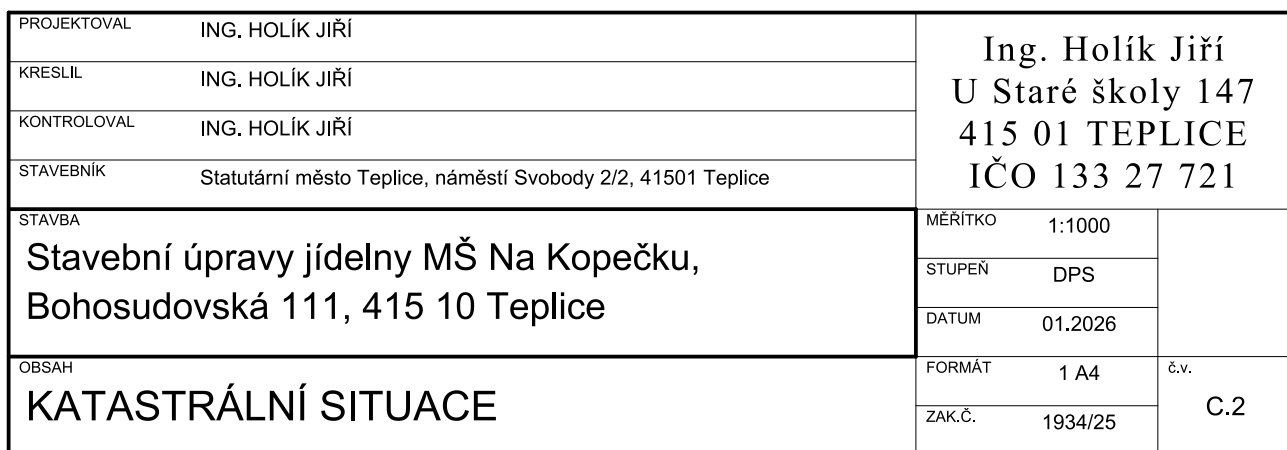 PROJEKTOVAL ING. HOLÍK JIŘÍ
KRESLIL ING. HOLÍK JIŘÍ
KONTROLOVAL ING. HOLÍK JIŘÍ
STAVEBNÍK Statutární město Teplice, náměstí Svobody 2/2, 41501 Teplice
Ing. Holík Jiří
U Staré školy 147
415 01 TEPLICE
IČO 133 27 721
STAVBA
Stavební úpravy jídelny MŠ Na Kopečku,
Bohosudovská 111, 415 10 Teplice
MĚŘÍTKO 1:1000
STUPEŇ DPS
DATUM 01.2026
OBSAH
KATASTRÁLNÍ SITUACE
FORMÁT 1 A4
ZAK.Č. 1934/25
č.v.
C.2